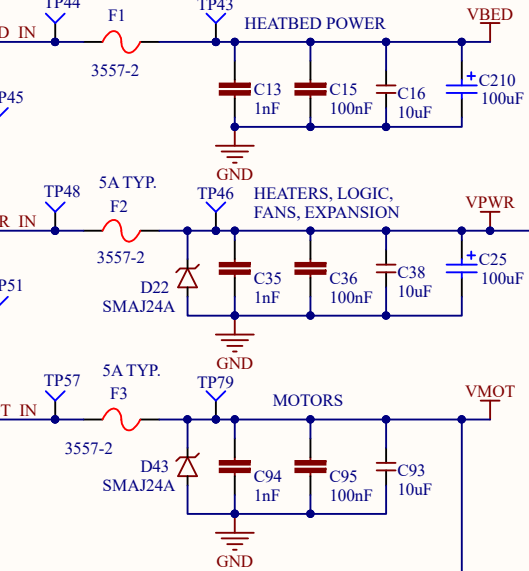 TP44
F1
TP43
HEATBED POWER
VBED
D IN
3557-2
C13
1nF
C15
100nF
C16
10uF
+
C210
100uF
P45
GND
5A TYP.
TP48
F2
TP46
HEATERS, LOGIC,
FANS, EXPANSION
VPWR
R IN
3557-2
D22
SMAJ24A
C35
1nF
C36
100nF
C38
10uF
+
C25
100uF
P51
GND
5A TYP.
TP57
F3
TP79
MOTORS
VMOT
T IN
3557-2
D43
SMAJ24A
C94
1nF
C95
100nF
C93
10uF
GND